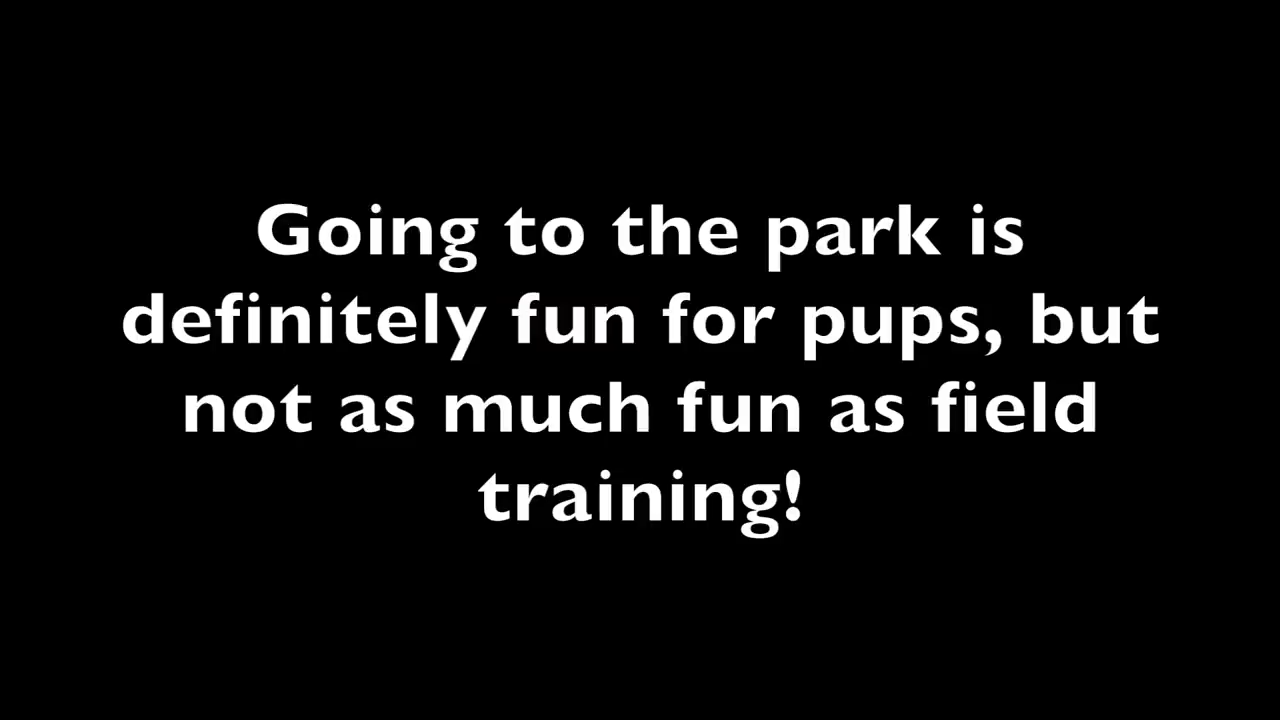 Going to the park is
definitely fun for pups, but
not as much fun as field
training!